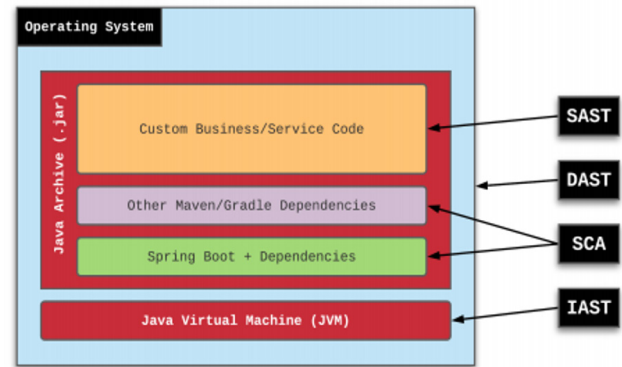 Operating System
Java Archive (.jar)
Custom Business/Service Code
Other Maven/Gradle Dependencies
Spring Boot + Dependencies
Java Virtual Machine (JVM)
SAST
DAST
SCA
IAST